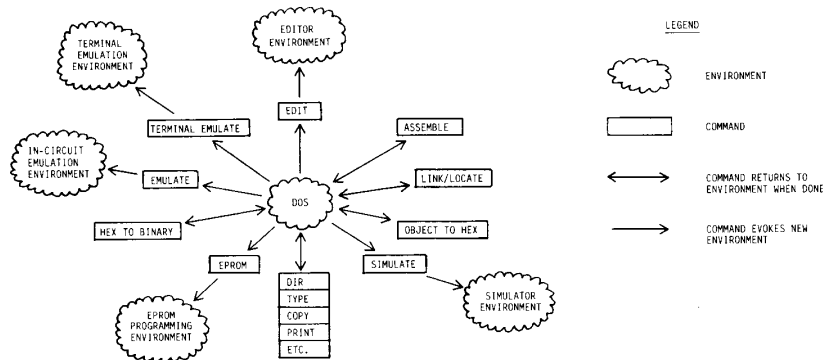 TERMINAL
EMULATION
ENVIRONMENT
EDITOR
ENVIRONMENT
LEGEND
ENVIRONMENT
EDIT
TERMINAL EMULATE
ASSEMBLE
COMMAND
IN-CIRCUIT
EMULATION
ENVIRONMENT
EMULATE
LINK/LOCATE
COMMAND RETURNS TO
ENVIRONMENT WHEN DONE
DOS
HEX TO BINARY
OBJECT TO HEX
COMMAND EVOKES NEW
ENVIRONMENT
EPROM
SIMULATE
DIR
TYPE
COPY
PRINT
ETC.
EPROM
PROGRAMMING
ENVIRONMENT
SIMULATOR
ENVIRONMENT